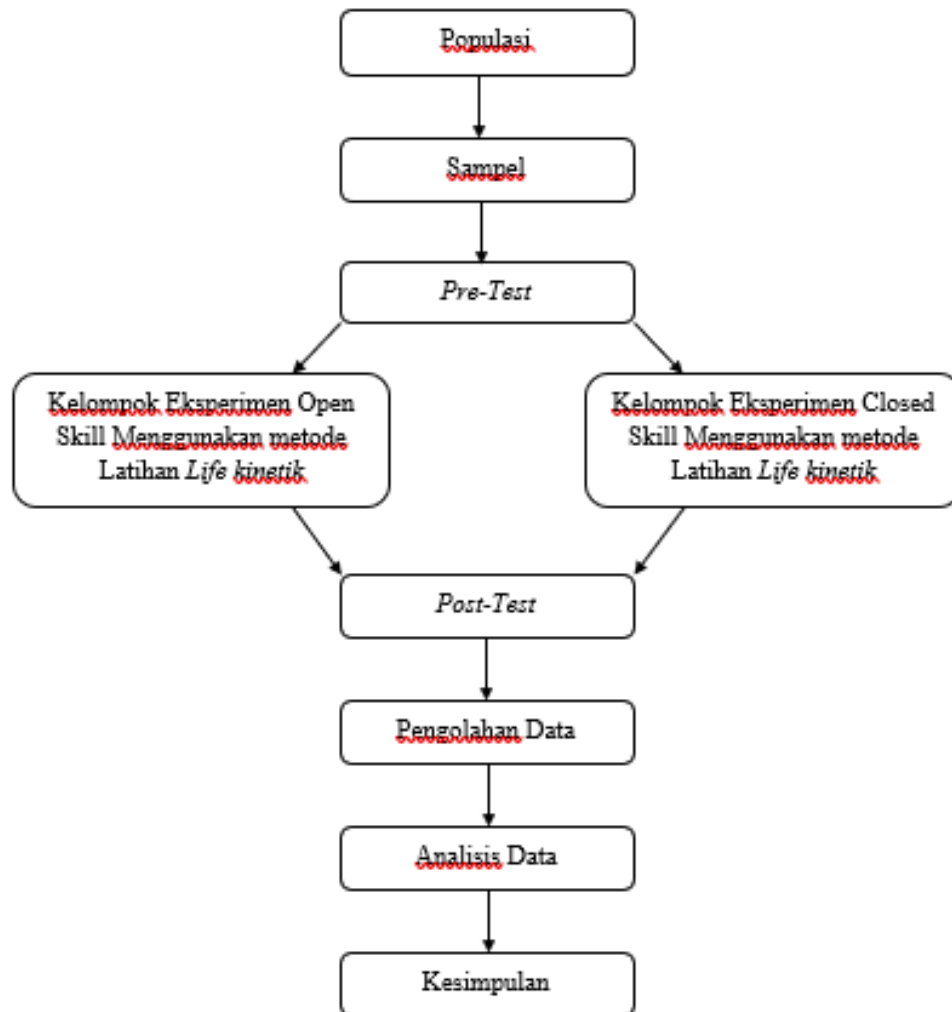 Populasi
Sampel
Pre-Test
Kelompok Eksperimen Open
Skill Menggunakan metode
Latihan Life kinetik
Kelompok Eksperimen Closed
Skill Menggunakan metode
Latihan Life kinetik
Post-Test
Pengolahan Data
Analisis Data
Kesimpulan